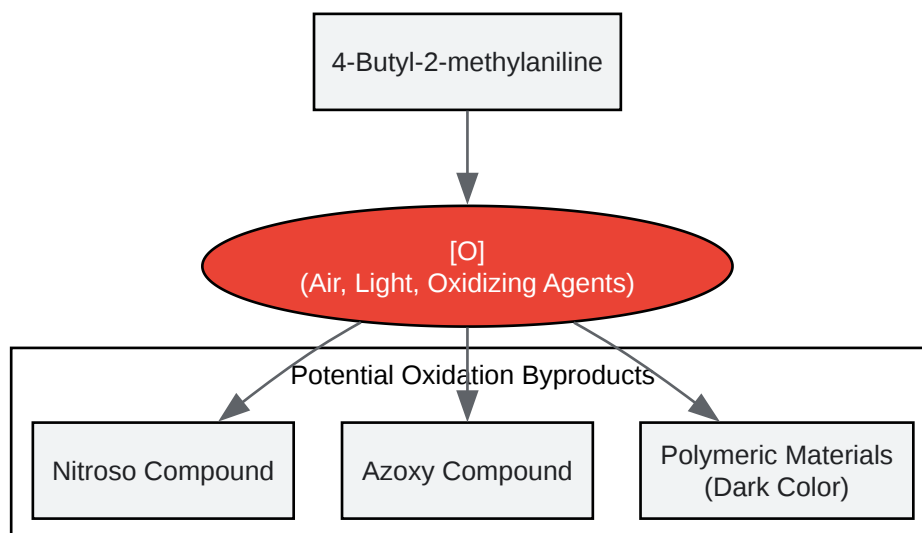 4-Butyl-2-methylaniline
[O]
(Air, Light, Oxidizing Agents)
Potential Oxidation Byproducts
Nitroso Compound
Azoxy Compound
Polymeric Materials
(Dark Color)